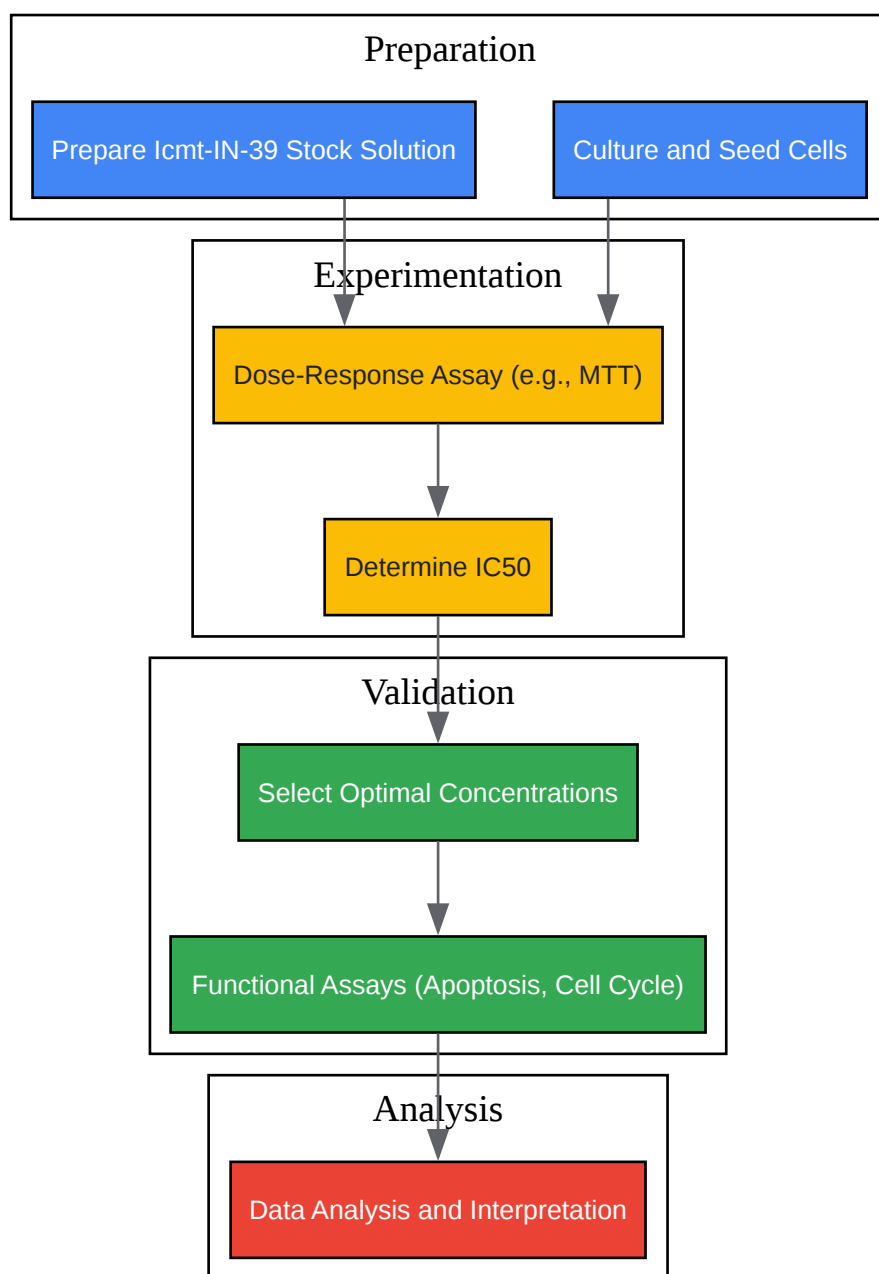 Preparation
Prepare Icmt-IN-39 Stock Solution
Culture and Seed Cells
Experimentation
Dose-Response Assay (e.g., MTT)
Determine IC50
Validation
Select Optimal Concentrations
Functional Assays (Apoptosis, Cell Cycle)
Analysis
Data Analysis and Interpretation